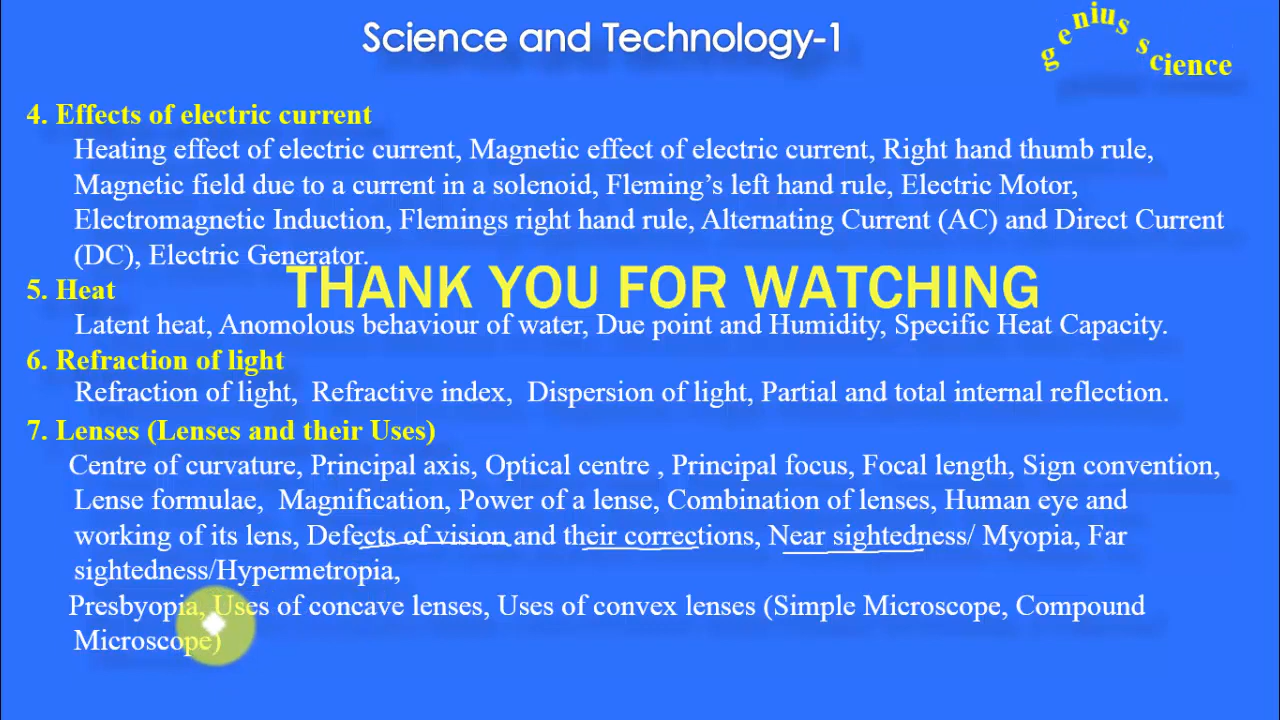 Science and Technology-1
genius science
4. Effects of electric current
Heating effect of electric current, Magnetic effect of electric current, Right hand thumb rule,
Magnetic field due to a current in a solenoid, Fleming's left hand rule, Electric Motor,
Electromagnetic Induction, Flemings right hand rule, Alternating Current (AC) and Direct Current
(DC), Electric Generator.
THANK YOU FOR WATCHING
5. Heat
Latent heat, Anomolous behaviour of water, Due point and Humidity, Specific Heat Capacity.
6. Refraction of light
Refraction of light, Refractive index, Dispersion of light, Partial and total internal reflection.
7. Lenses (Lenses and their Uses)
Centre of curvature, Principal axis, Optical centre , Principal focus, Focal length, Sign convention,
Lense formulae, Magnification, Power of a lense, Combination of lenses, Human eye and
working of its lens, Defects of vision and their corrections, Near sightedness/ Myopia, Far
sightedness/Hypermetropia,
Presbyopia, Uses of concave lenses, Uses of convex lenses (Simple Microscope, Compound
Microscope)